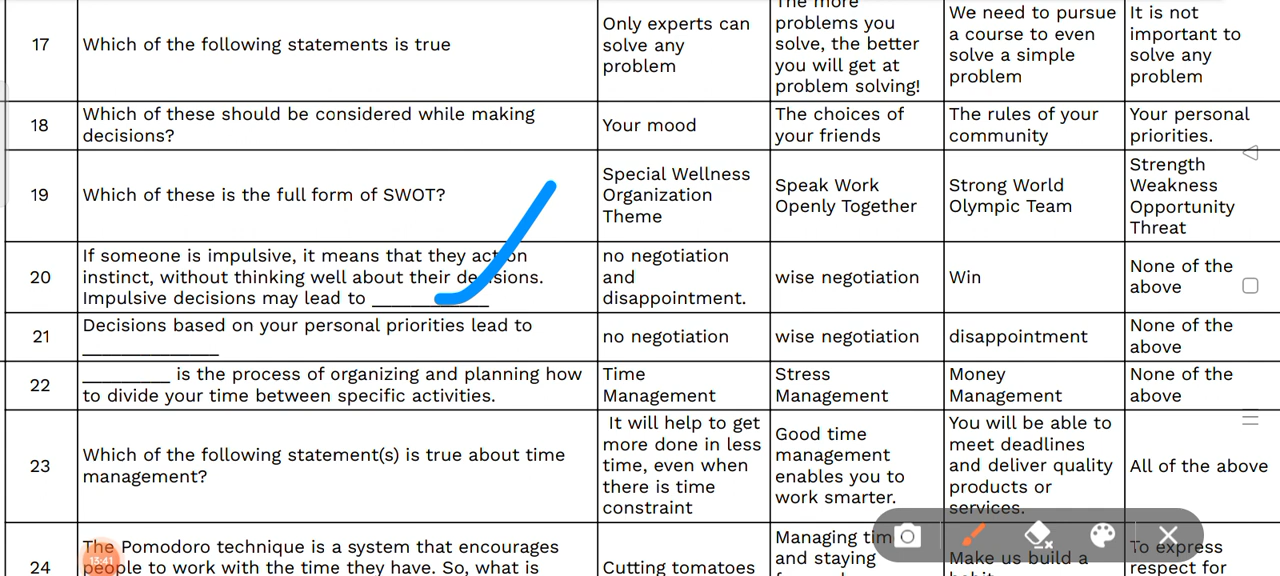 17
Which of the following statements is true
Only experts can
solve any
problem
The more
problems you
solve, the better
you will get at
problem solving!
We need to pursue
a course to even
solve a simple
problem
It is not
important to
solve any
problem
18
Which of these should be considered while making
decisions?
Your mood
The choices of
your friends
The rules of your
community
Your personal
priorities.
19
Which of these is the full form of SWOT?
Special Wellness
Organization
Theme
Speak Work
Openly Together
Strong World
Olympic Team
Strength
Weakness
Opportunity
Threat
20
If someone is impulsive, it means that they act on
instinct, without thinking well about their decisions.
Impulsive decisions may lead to ____________
no negotiation
and
disappointment.
wise negotiation
Win
None of the
above
21
Decisions based on your personal priorities lead to
______________
no negotiation
wise negotiation
disappointment
None of the
above
22
_________ is the process of organizing and planning how
to divide your time between specific activities.
Time
Management
Stress
Management
Money
Management
None of the
above
23
Which of the following statement(s) is true about time
management?
It will help to get
more done in less
time, even when
there is time
constraint
Good time
management
enables you to
work smarter.
You will be able to
meet deadlines
and deliver quality
products or
services.
All of the above
24
The Pomodoro technique is a system that encourages
people to work with the time they have. So, what is
Cutting tomatoes
Managing
and staying
Make us build a
To express
respect for
13:41